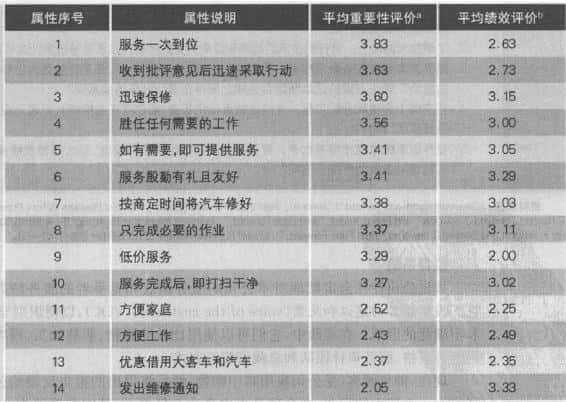 属性序号 属性说明 平均重要性评价a 平均绩效评价b
1 服务一次到位 3.83 2.63
2 收到批评意见后迅速采取行动 3.63 2.73
3 迅速保修 3.60 3.15
4 胜任任何需要的工作 3.56 3.00
5 如有需要,即可提供服务 3.41 3.05
6 服务殷勤有礼且友好 3.41 3.29
7 按商定时间将汽车修好 3.38 3.03
8 只完成必要的作业 3.37 3.11
9 低价服务 3.29 2.00
10 服务完成后,即打扫干净 3.27 3.02
11 方便家庭 2.52 2.25
12 方便工作 2.43 2.49
13 优惠借用大客车和汽车 2.37 2.35
14 发出维修通知 2.05 3.33